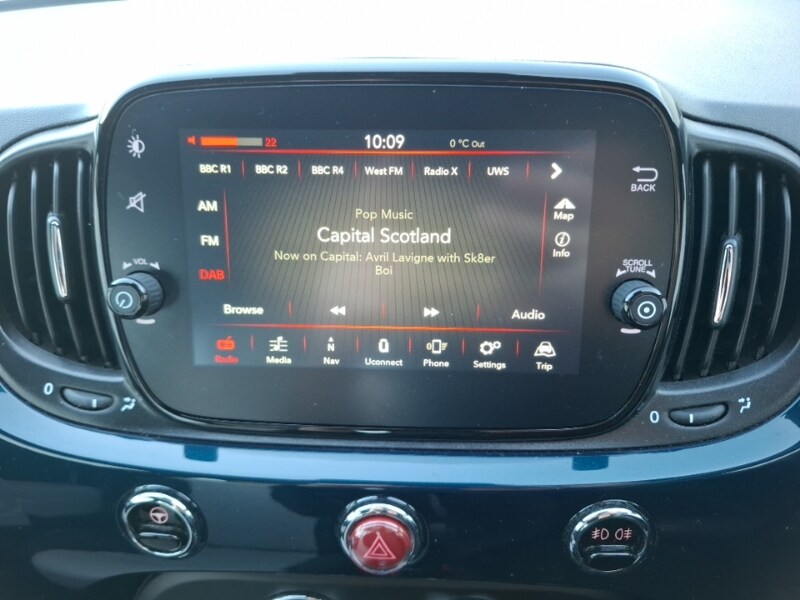 22 10:09 0 °C Out
BBC R1 BBC R2 BBC R4 West FM Radio X UWS
BACK
AM
Map
Pop Music
Capital Scotland
FM
Info
Now on Capital: Avril Lavigne with Sk8er
Boi
DAB
VOL
SCROLL
TUNE
Browse Audio
Radio Media N Nav Uconnect Phone Settings Trip
0
0